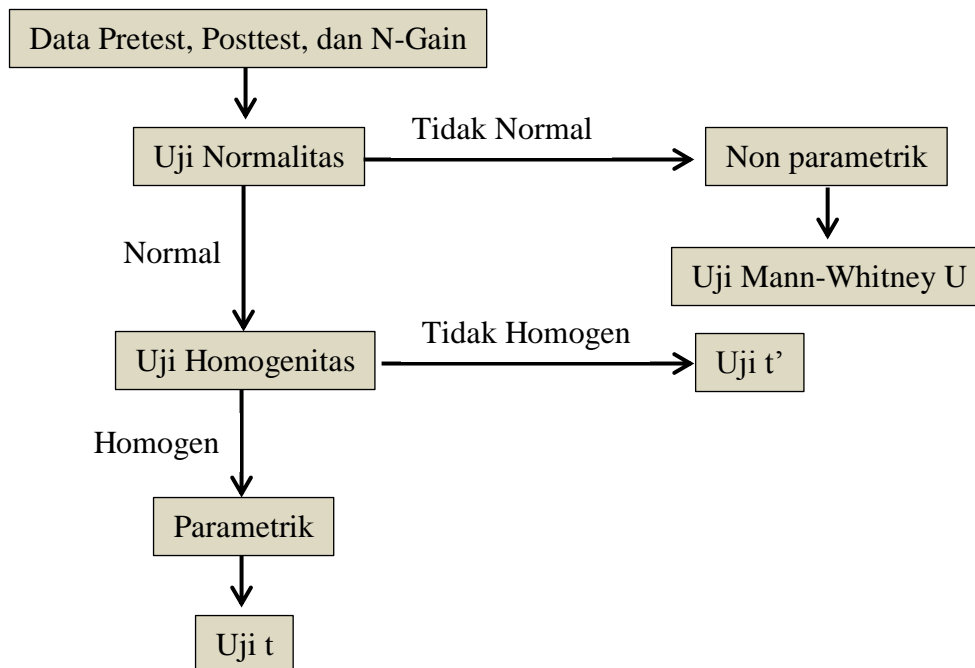 Data Pretest, Posttest, dan N-Gain
Tidak Normal
Uji Normalitas
Non parametrik
Normal
Uji Mann-Whitney U
Tidak Homogen
Uji Homogenitas
Uji t’
Homogen
Parametrik
Uji t